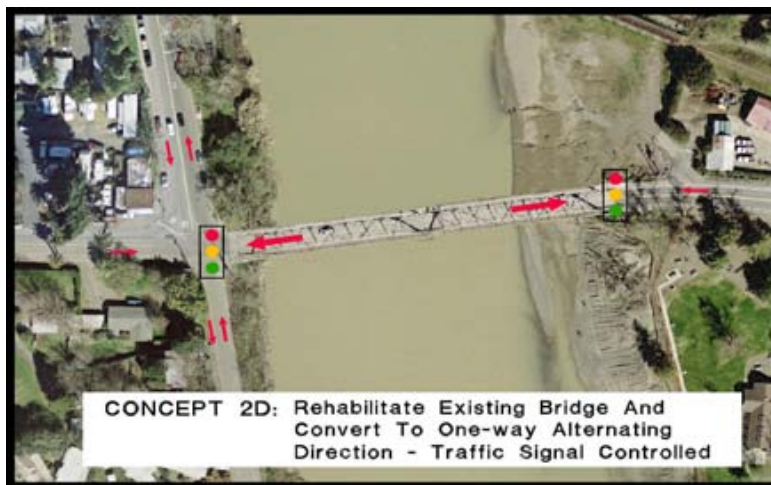 CONCEPT 2D: Rehabilitate Existing Bridge And
Convert To One-way Alternating
Direction - Traffic Signal Controlled